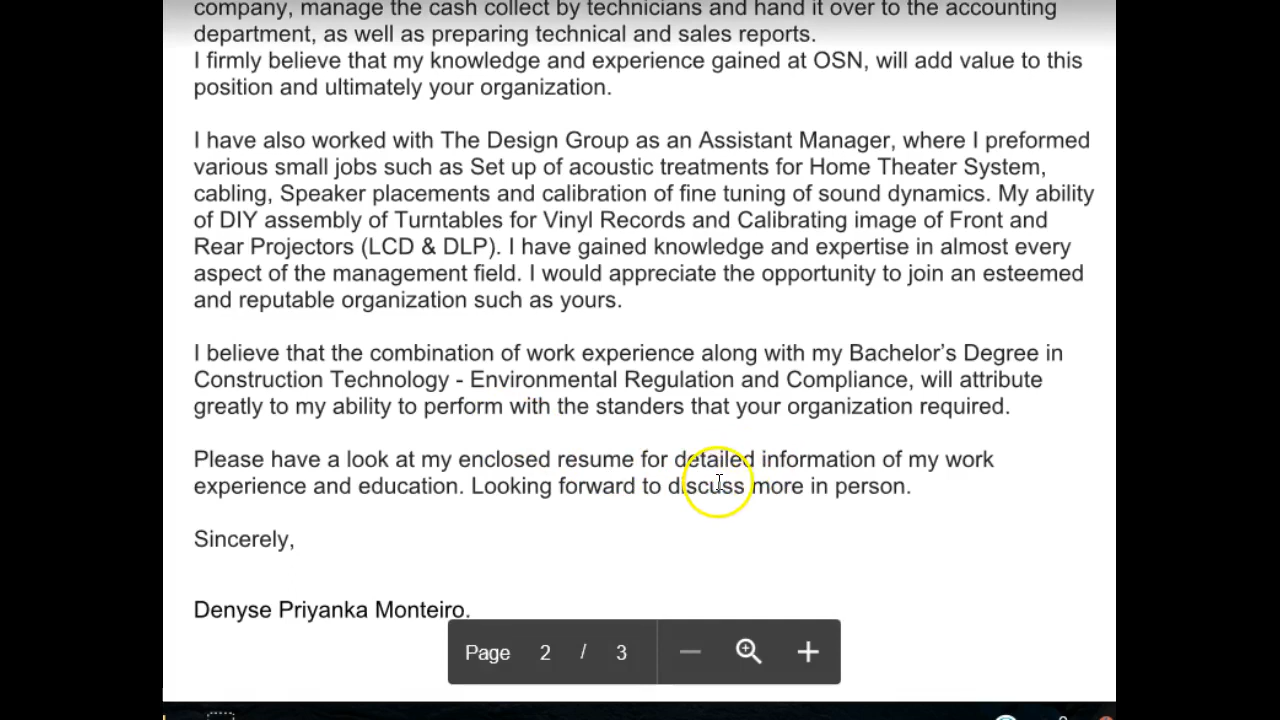 company, manage the cash collect by technicians and hand it over to the accounting
department, as well as preparing technical and sales reports.
I firmly believe that my knowledge and experience gained at OSN, will add value to this
position and ultimately your organization.
I have also worked with The Design Group as an Assistant Manager, where I preformed
various small jobs such as Set up of acoustic treatments for Home Theater System,
cabling, Speaker placements and calibration of fine tuning of sound dynamics. My ability
of DIY assembly of Turntables for Vinyl Records and Calibrating image of Front and
Rear Projectors (LCD & DLP). I have gained knowledge and expertise in almost every
aspect of the management field. I would appreciate the opportunity to join an esteemed
and reputable organization such as yours.
I believe that the combination of work experience along with my Bachelor’s Degree in
Construction Technology - Environmental Regulation and Compliance, will attribute
greatly to my ability to perform with the standers that your organization required.
Please have a look at my enclosed resume for detailed information of my work
experience and education. Looking forward to discuss more in person.
Sincerely,
Denyse Priyanka Monteiro.
Page 2 / 3